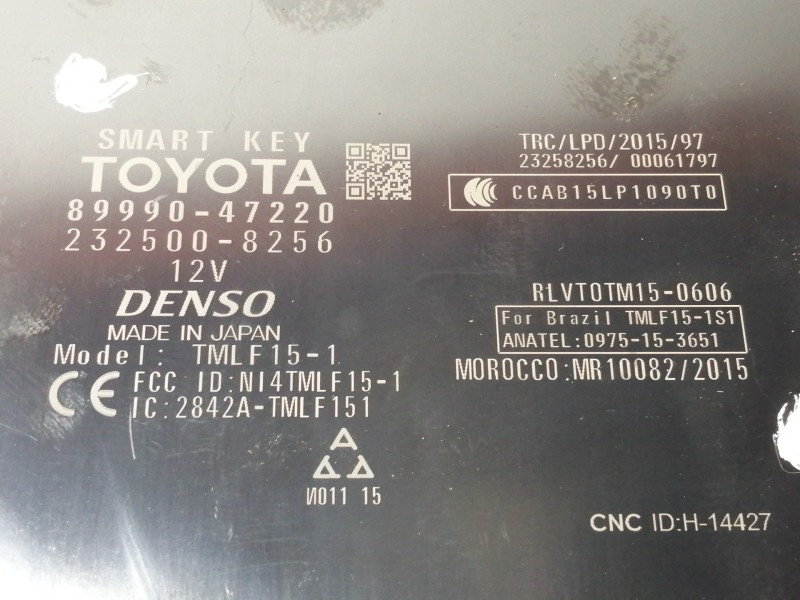 SMART KEY
TOYOTA
89990-47220
232500-8256
12V
DENSO
MADE IN JAPAN
Model: TMLF15-1
CE FCC ID:NI4TMLF15-1
IC:2842A-TMLF151
A
И011 15
TRC/LPD/2015/97
23258256/ 00061797
CCAB15LP1090T0
RLVTOTM15-0606
For Brazil TMLF15-1S1
ANATEL:0975-15-3651
MOROCCO:MR10082/2015
CNC ID:H-14427